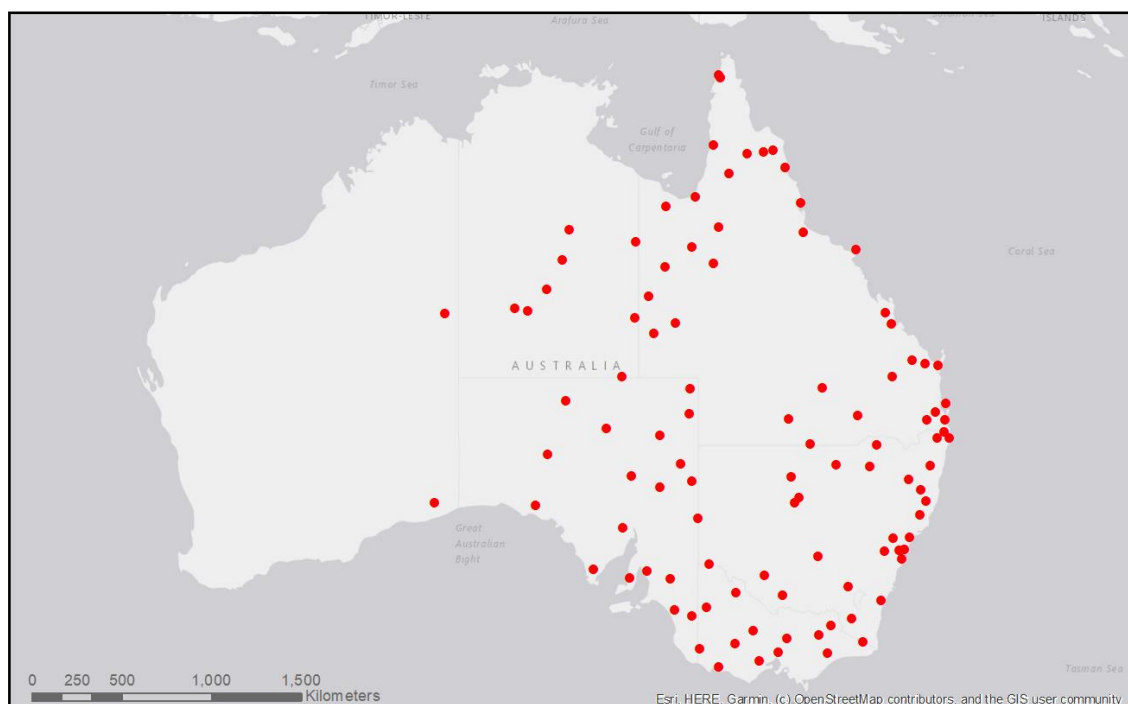 TIMOR-LESTE
Arafura Sea
ISLANDS
Timor Sea
Gulf of
Carpentaria
Coral Sea
AUSTRALIA
Great
Australian
Bight
Tasman Sea
0 250 500 1,000 1,500
Kilometers
Esri, HERE, Garmin, (c) OpenStreetMap contributors, and the GIS user community